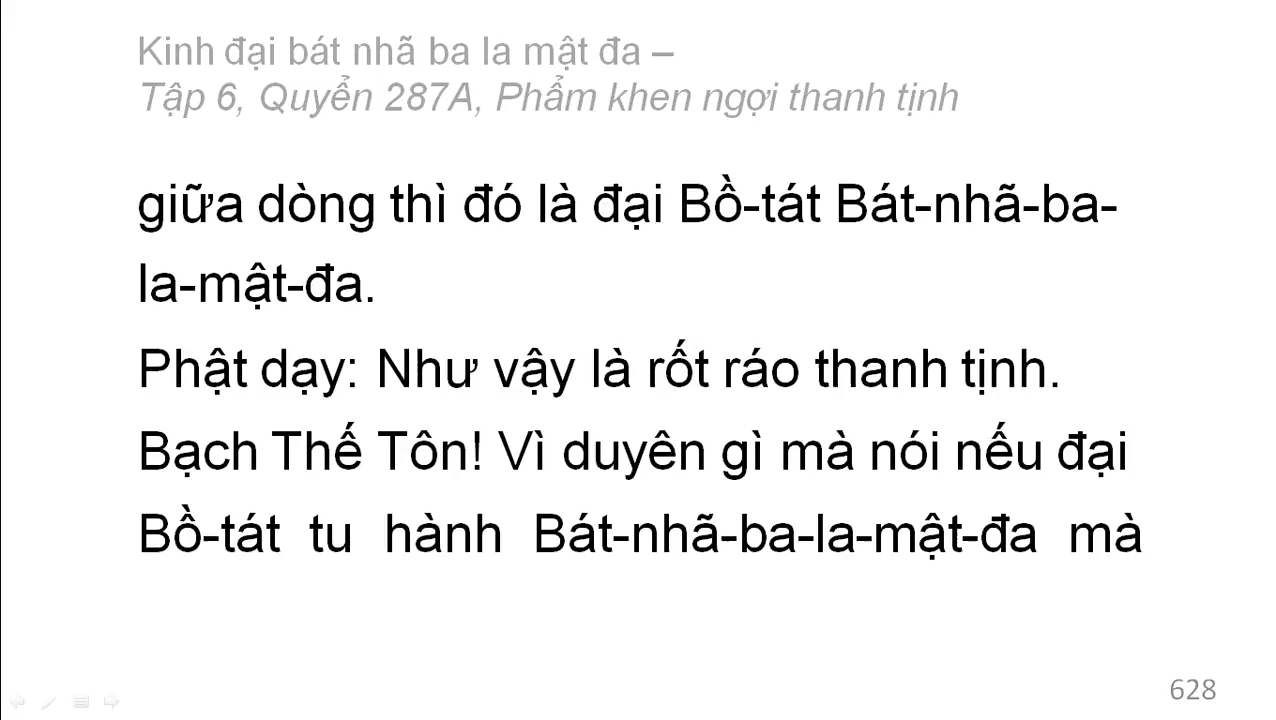 Kinh đại bát nhã ba la mật đa –
Tập 6, Quyển 287A, Phẩm khen ngợi thanh tịnh
giữa dòng thì đó là đại Bồ-tát Bát-nhã-ba-
la-mật-đa.
Phật dạy: Như vậy là rốt ráo thanh tịnh.
Bạch Thế Tôn! Vì duyên gì mà nói nếu đại
Bồ-tát tu hành Bát-nhã-ba-la-mật-đa mà
628